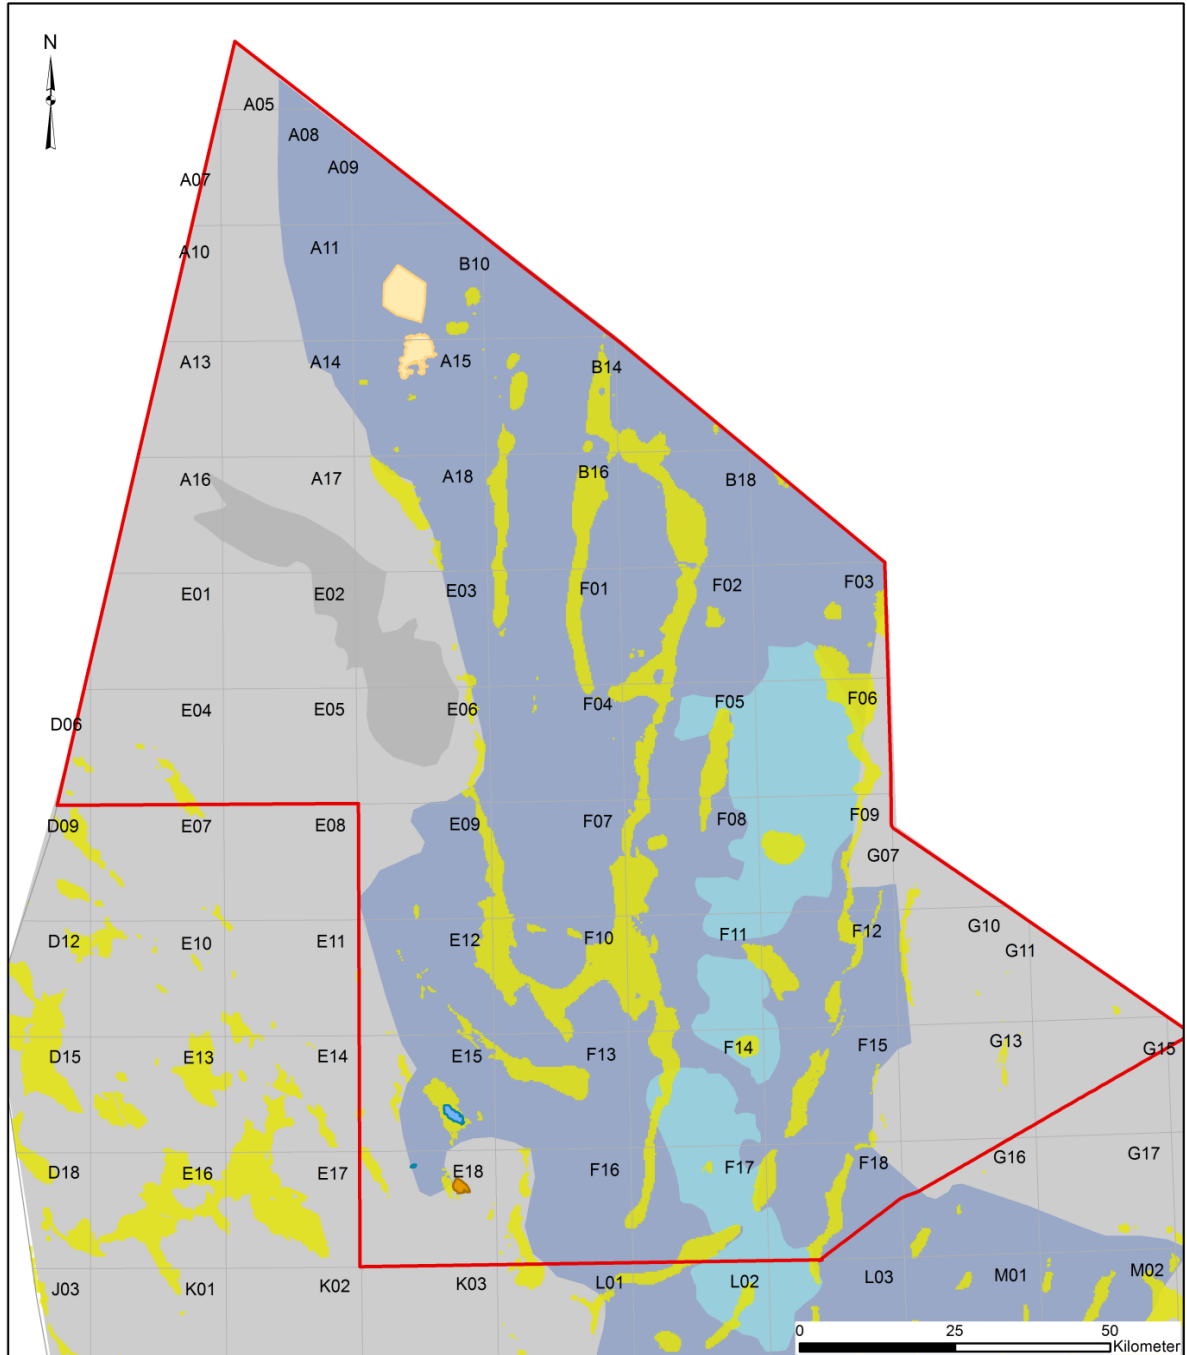 N
A05
A08
A09
A07
A10 A11 B10
A13 A14 A15 B14
A16 A17 A18 B16 B18
E01 E02 E03 F01 F02 F03
D06 E04 E05 E06 F04 F05 F06
D09 E07 E08 E09 F07 F08 F09
G07
D12 E10 E11 E12 F10 F11 F12 G10
G11
D15 E13 E14 E15 F13 F14 F15 G13 G15
D18 E16 E17 E18 F16 F17 F18 G16 G17
J03 K01 K02 K03 L01 L02 L03 M01 M02
0 25 50
Kilometer